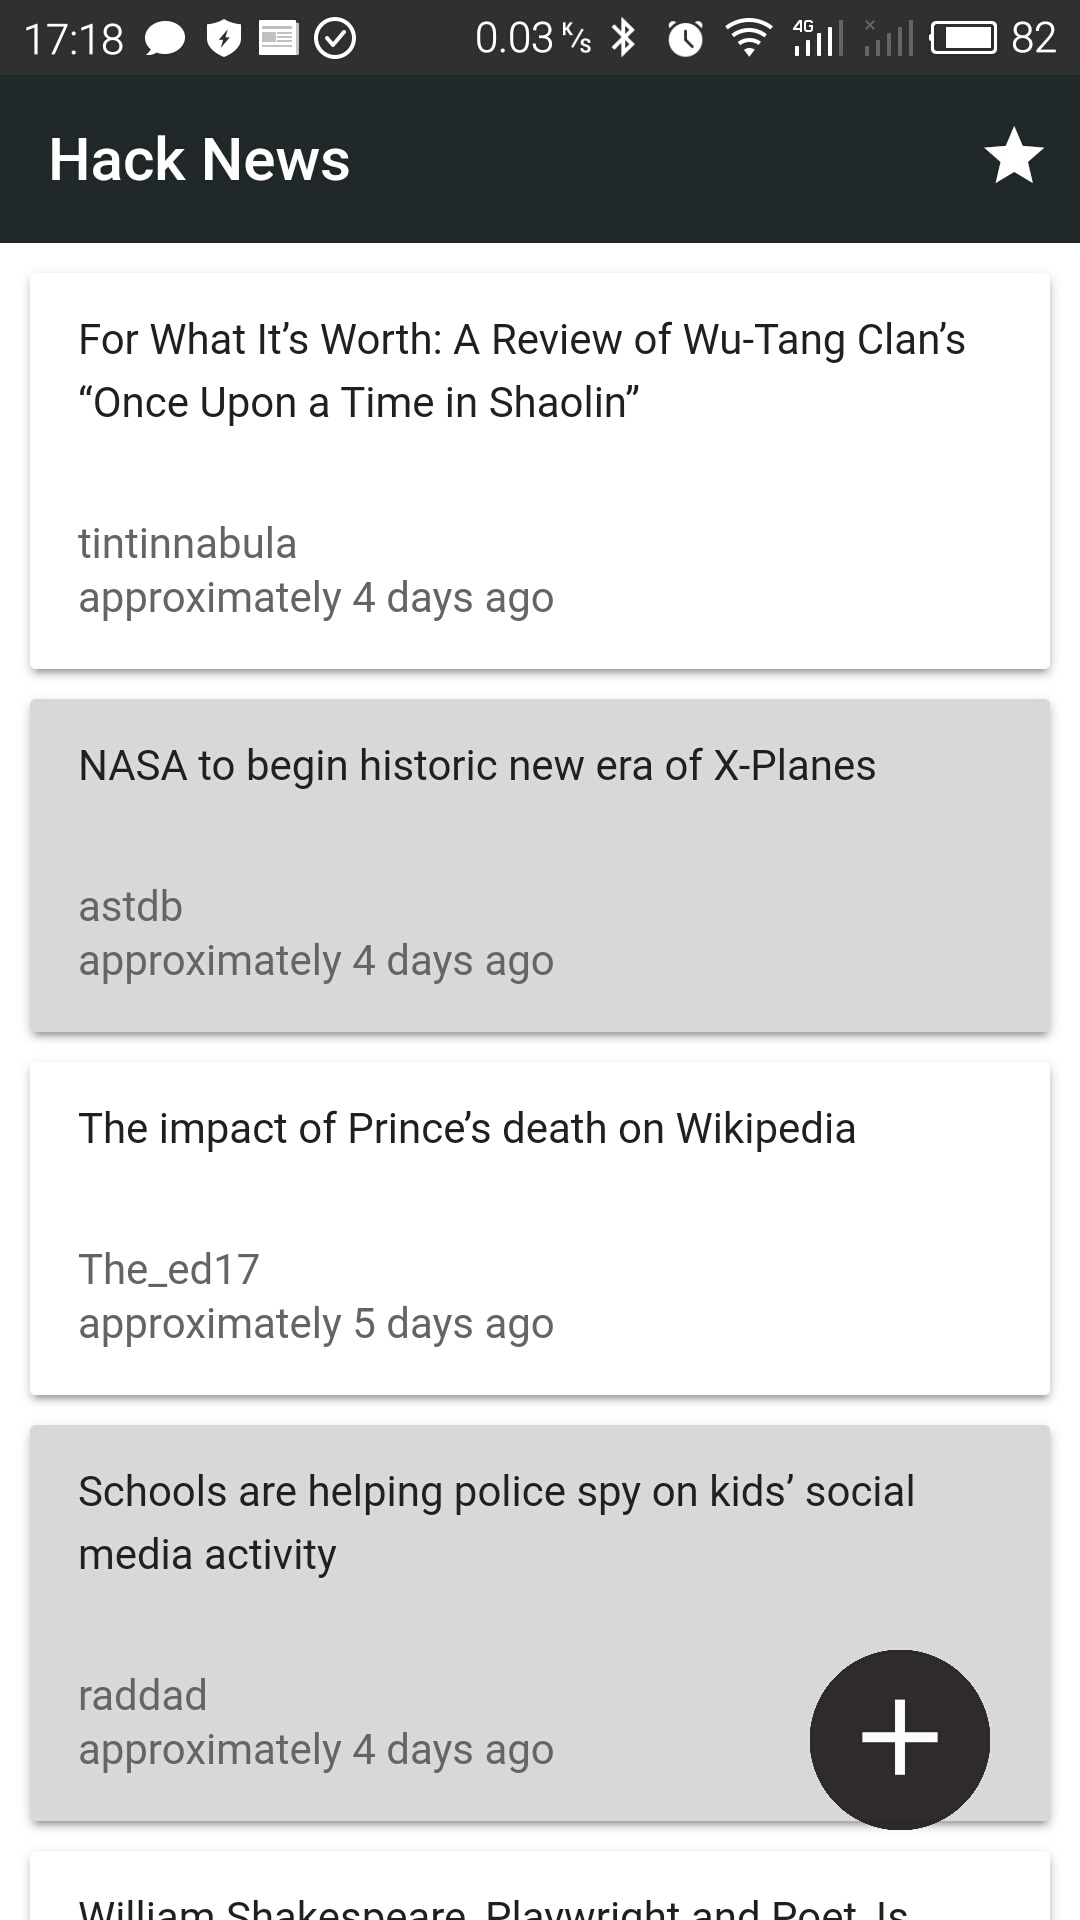 17:18 0.03 K/s 4G 82
Hack News
For What It’s Worth: A Review of Wu-Tang Clan’s
“Once Upon a Time in Shaolin”
tintinnabula
approximately 4 days ago
NASA to begin historic new era of X-Planes
astdb
approximately 4 days ago
The impact of Prince’s death on Wikipedia
The_ed17
approximately 5 days ago
Schools are helping police spy on kids’ social
media activity
raddad
approximately 4 days ago
William Shakespeare, Playwright and Poet, Is